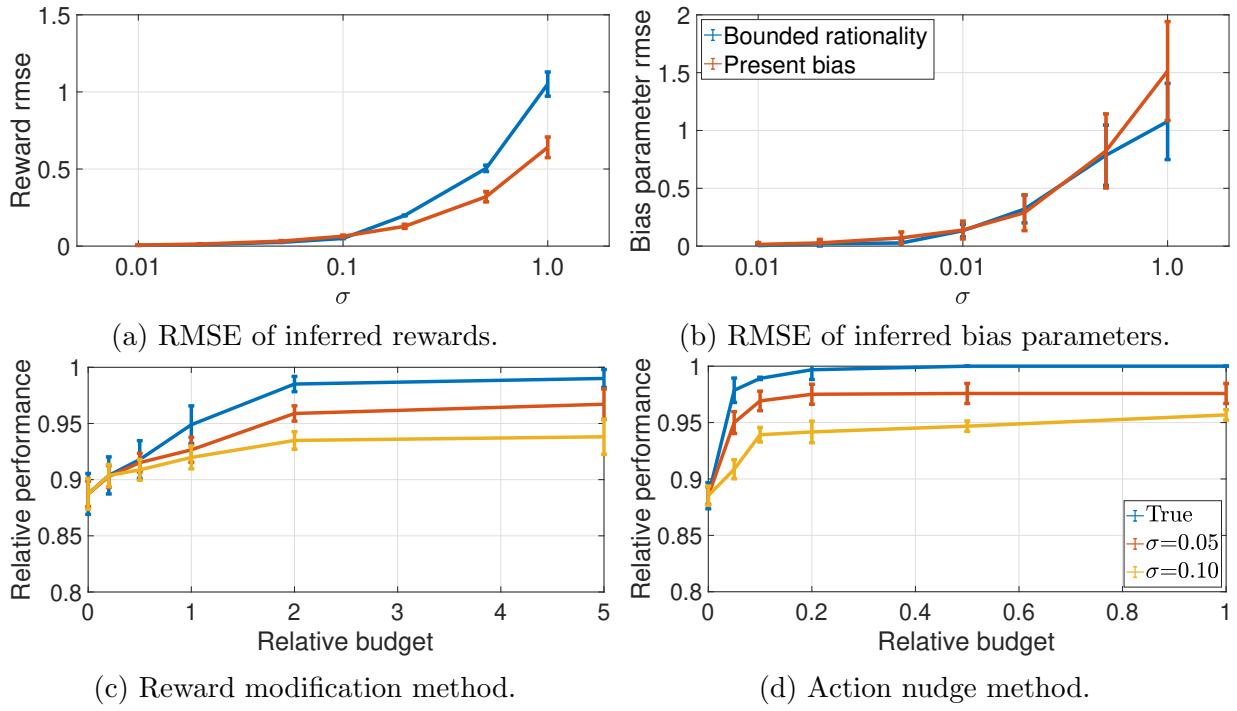 Reward rmse
1.5
1
0.5
0
0.01
0.1
1.0
σ
(a) RMSE of inferred rewards.
Bias parameter rmse
2
1.5
1
0.5
0
Bounded rationality
Present bias
0.01
0.01
1.0
σ
(b) RMSE of inferred bias parameters.
Relative performance
1
0.95
0.9
0.85
0.8
0
1
2
3
4
5
Relative budget
(c) Reward modification method.
Relative performance
1
0.95
0.9
0.85
0.8
True
σ=0.05
σ=0.10
0
0.2
0.4
0.6
0.8
1
Relative budget
(d) Action nudge method.